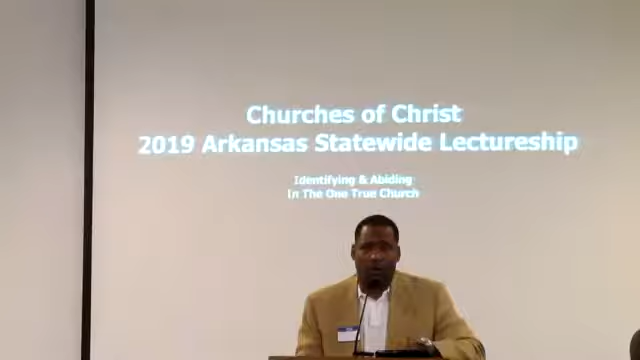 Churches of Christ
2019 Arkansas Statewide Lectureship
Identifying & Abiding
In The One True Church